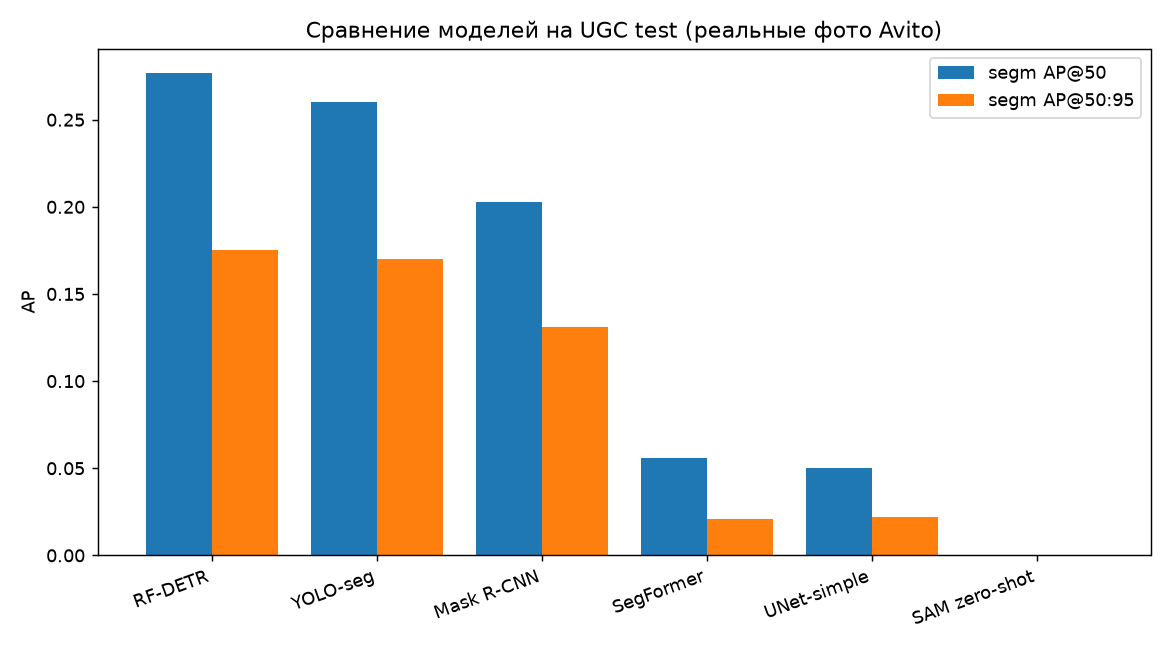 Сравнение моделей на UGC test (реальные фото Avito)
segm AP@50
segm AP@50:95
AP
0.25
0.20
0.15
0.10
0.05
0.00
RF-DETR
YOLO-seg
Mask R-CNN
SegFormer
UNet-simple
SAM zero-shot